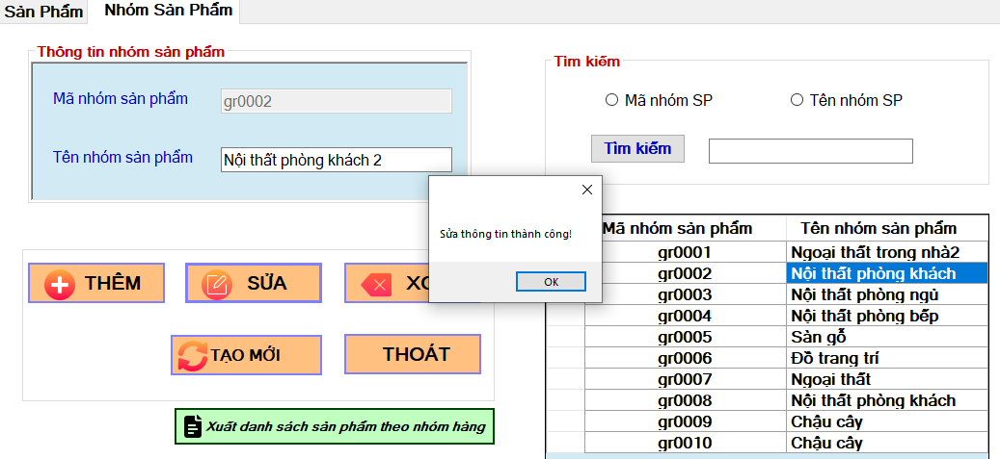 Sản Phẩm
Nhóm Sản Phẩm
Thông tin nhóm sản phẩm
Mã nhóm sản phẩm
gr0002
Tên nhóm sản phẩm
Nội thất phòng khách 2
Tìm kiếm
Mã nhóm SP
Tên nhóm SP
Tìm kiếm
Sửa thông tin thành công!
OK
THÊM
SỬA
TẠO MỚI
THOÁT
Xuất danh sách sản phẩm theo nhóm hàng
Mã nhóm sản phẩm Tên nhóm sản phẩm
gr0001 Ngoại thất trong nhà2
gr0002 Nội thất phòng khách
gr0003 Nội thất phòng ngủ
gr0004 Nội thất phòng bếp
gr0005 Sàn gỗ
gr0006 Đồ trang trí
gr0007 Ngoại thất
gr0008 Nội thất phòng khách
gr0009 Chậu cây
gr0010 Chậu cây